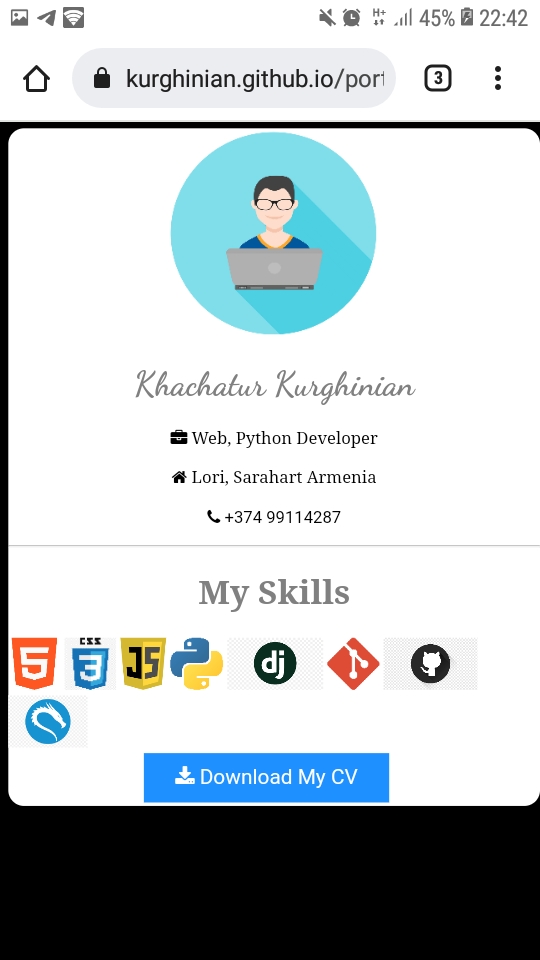 H+ 45% 22:42
kurghinian.github.io/port
3
Khachatur Kurghinian
Web, Python Developer
Lori, Sarahart Armenia
+374 99114287
My Skills
5 CSS 3 JS dj
Download My CV